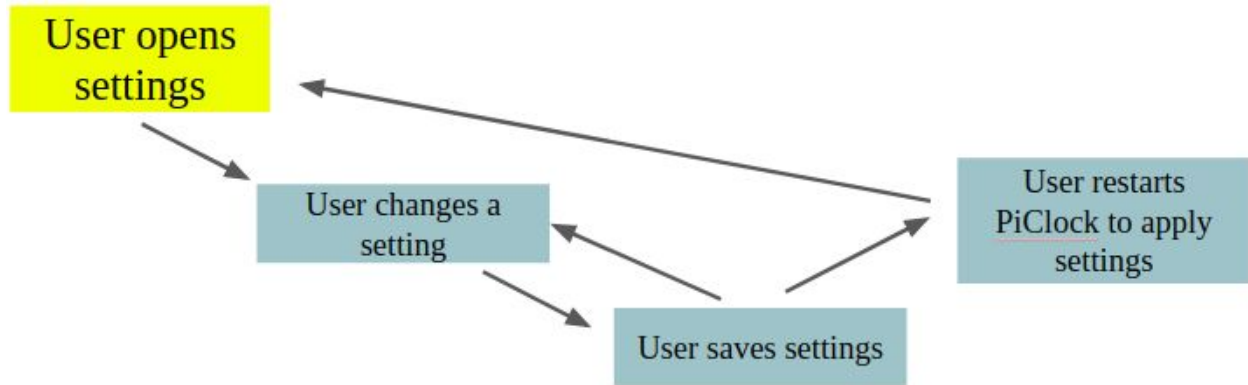 User opens
settings
User changes a
setting
User restarts
PiClock to apply
settings
User saves settings